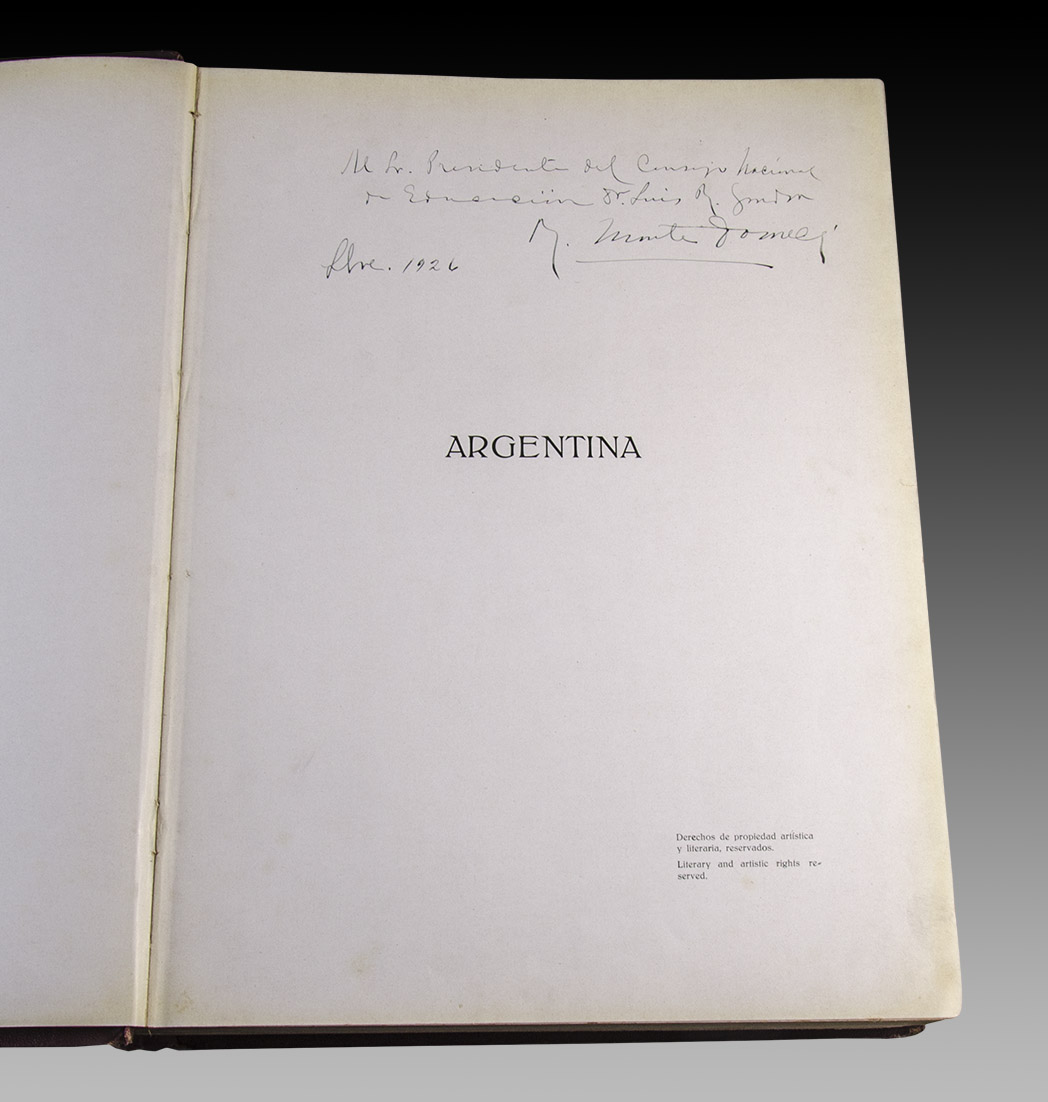 Al Sr. Presidente del Consejo Nacional
de Educación Dr. Luis R. Gondra
R. Monte Domecq
1926
ARGENTINA
Derechos de propiedad artística
y literaria, reservados.
Literary and artistic rights re-
served.